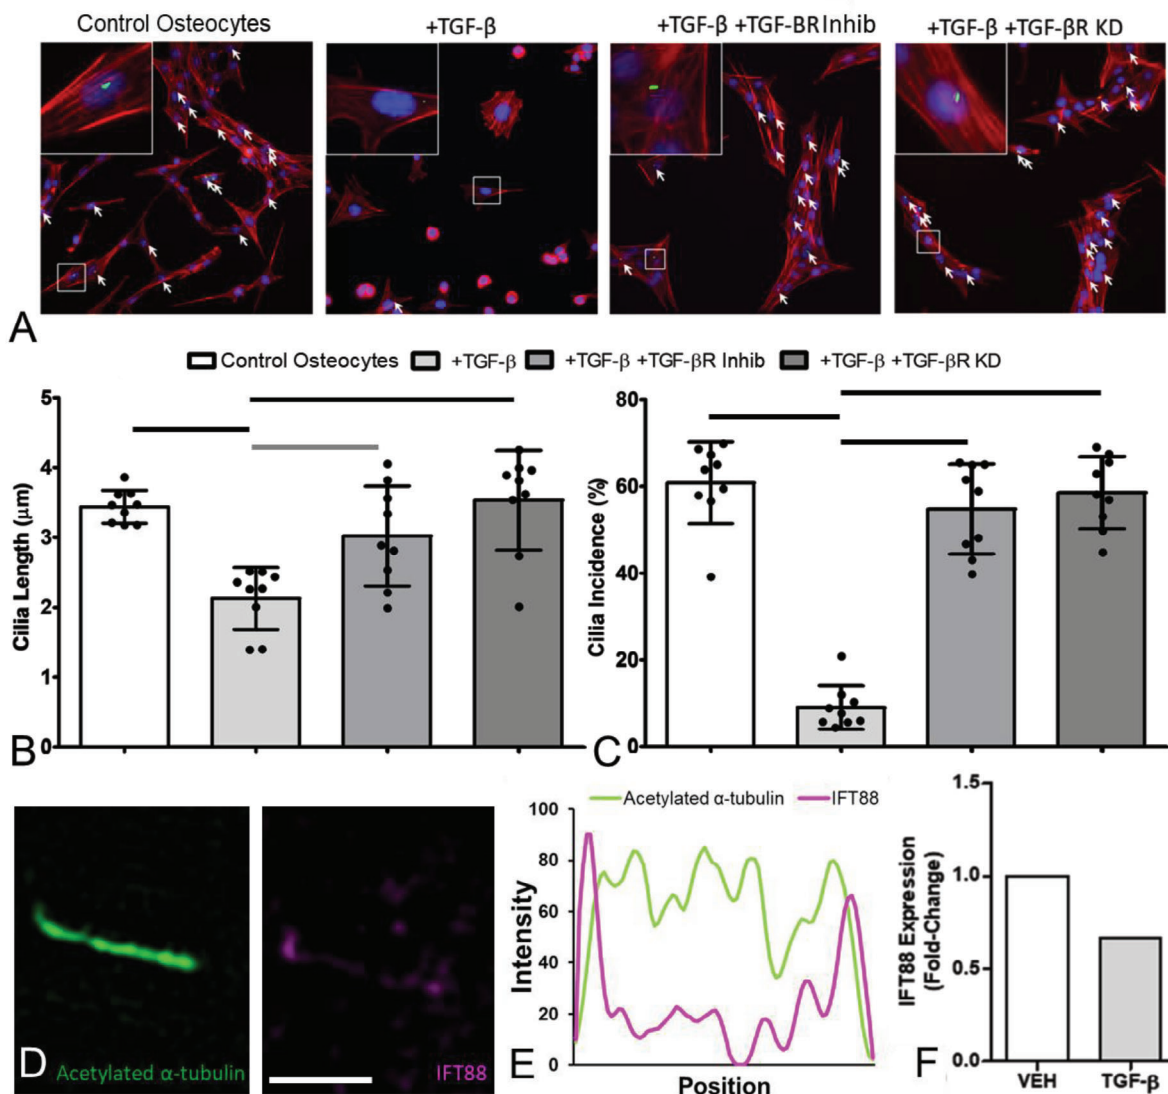 Control Osteocytes
+TGF-β
+TGF-β +TGF-BR Inhib
+TGF-β +TGF-βR KD
A
Control Osteocytes
+TGF-β
+TGF-β +TGF-βR Inhib
+TGF-β +TGF-βR KD
Cilia Length (μm)
5
4
3
2
1
0
B
Cilia Incidence (%)
80
60
40
20
0
C
D
Acetylated α-tubulin
IFT88
E
Acetylated α-tubulin
IFT88
Intensity
100
80
60
40
20
0
Position
F
IFT88 Expression
(Fold-Change)
1.5
1.0
0.5
0.0
VEH
TGF-β